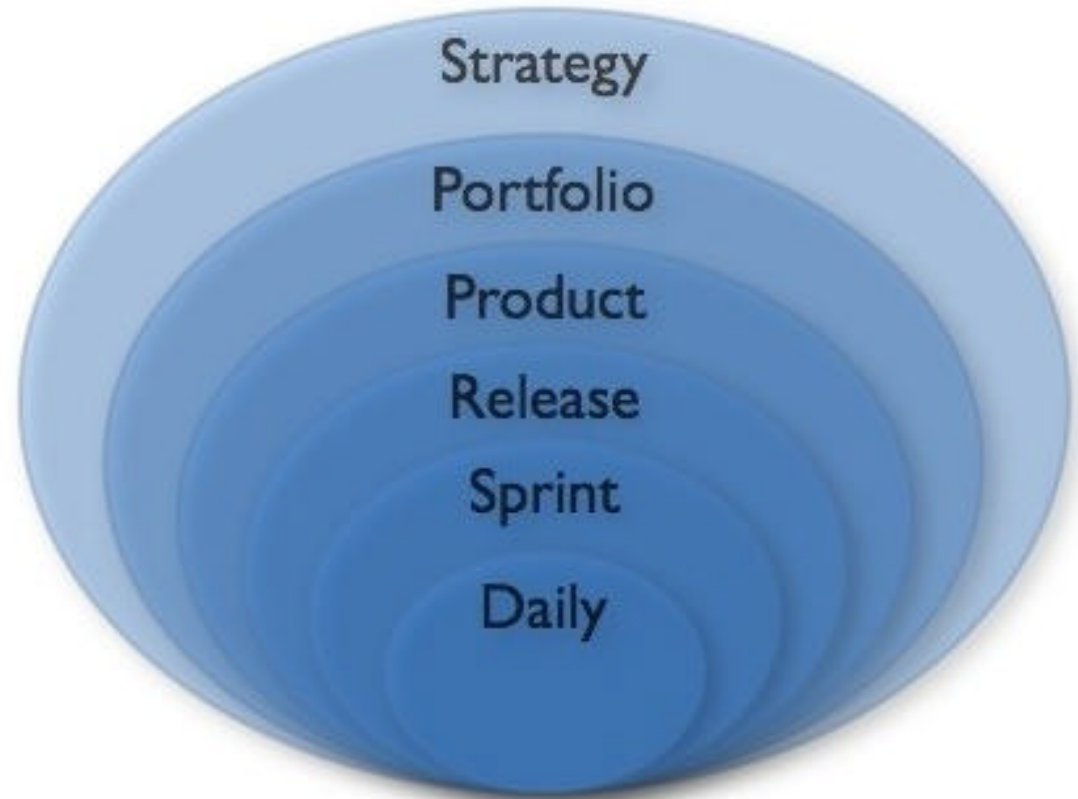 Strategy
Portfolio
Product
Release
Sprint
Daily